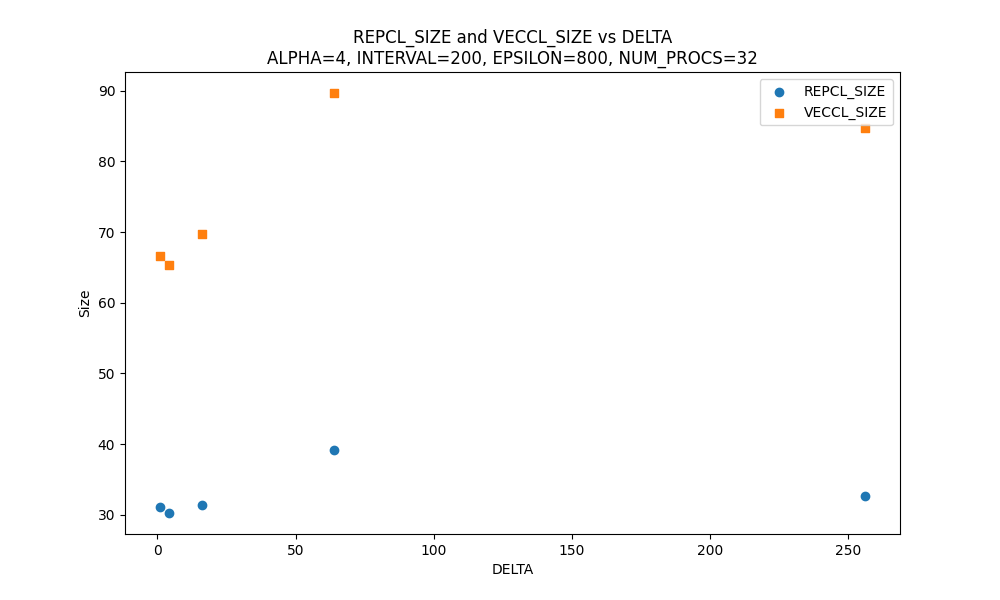 REPCL_SIZE and VECCL_SIZE vs DELTA
ALPHA=4, INTERVAL=200, EPSILON=800, NUM_PROCS=32
REPCL_SIZE
VECCL_SIZE
90
80
70
60
50
40
30
Size
0
50
100
150
200
250
DELTA